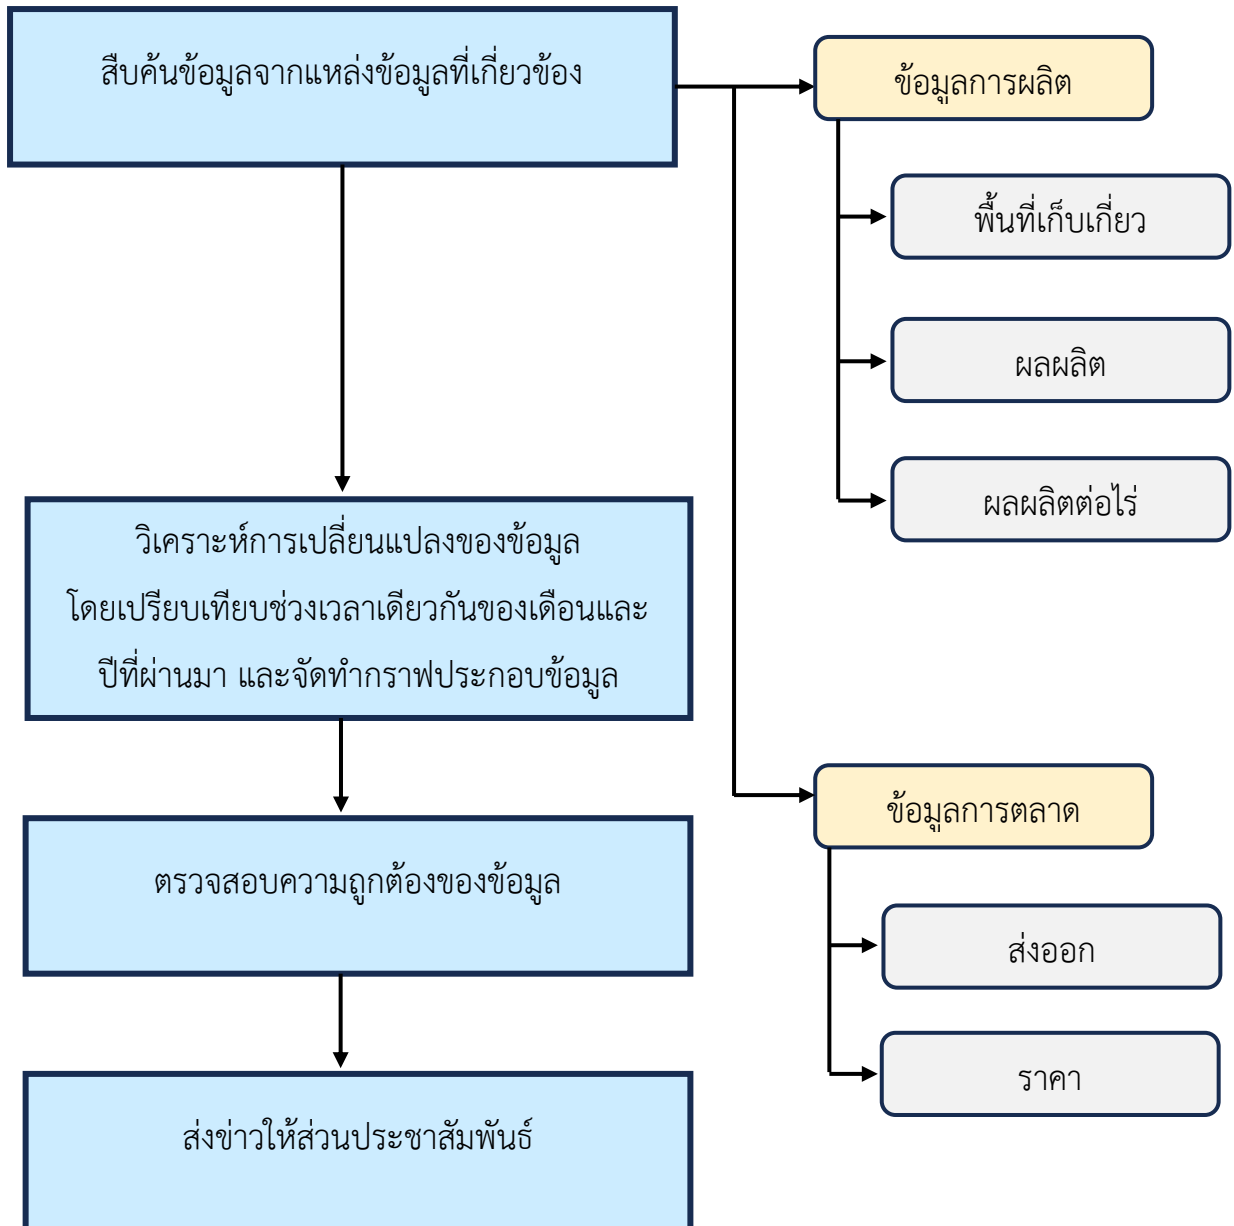 สืบค้นข้อมูลจากแหล่งข้อมูลที่เกี่ยวข้อง
ข้อมูลการผลิต
พื้นที่เก็บเกี่ยว
ผลผลิต
ผลผลิตต่อไร่
วิเคราะห์การเปลี่ยนแปลงของข้อมูล
โดยเปรียบเทียบช่วงเวลาเดียวกันของเดือนและ
ปีที่ผ่านมา และจัดทำกราฟประกอบข้อมูล
ข้อมูลการตลาด
ตรวจสอบความถูกต้องของข้อมูล
ส่งออก
ราคา
ส่งข่าวให้ส่วนประชาสัมพันธ์